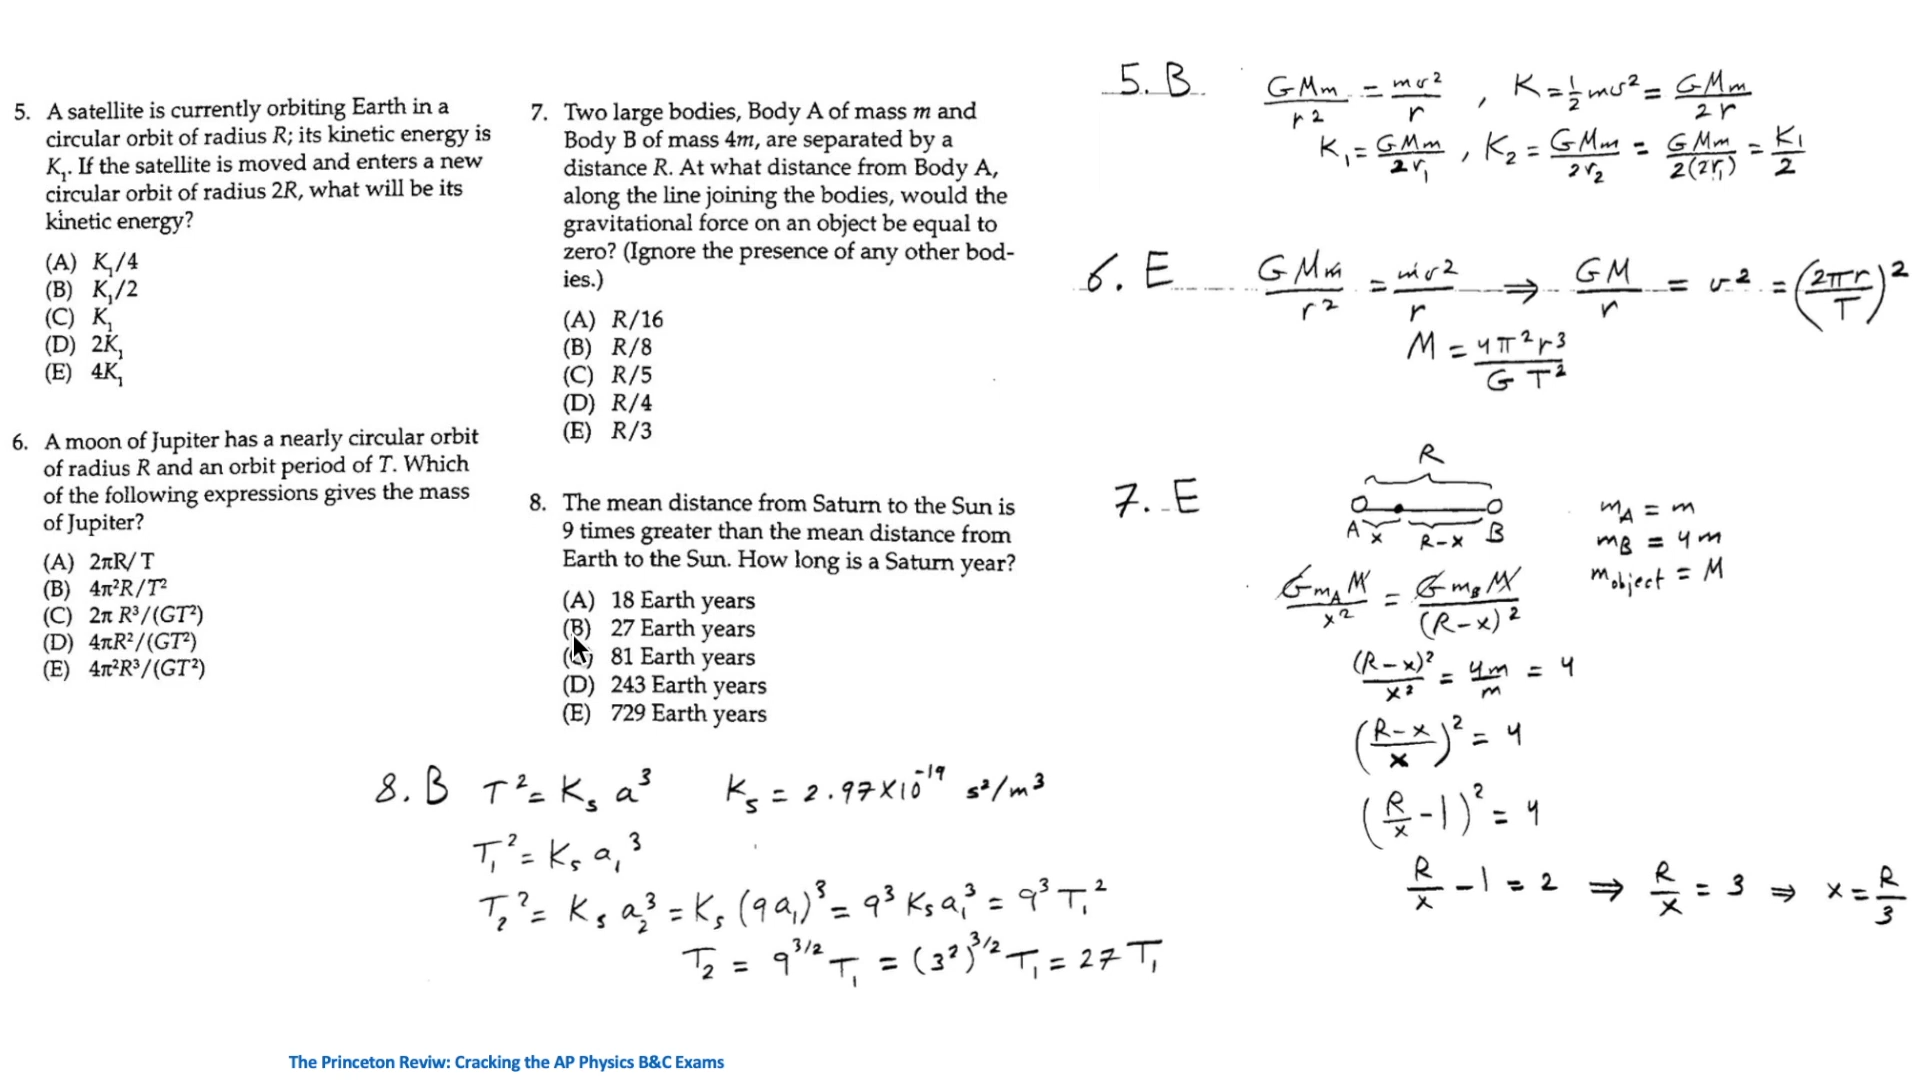 5. A satellite is currently orbiting Earth in a
circular orbit of radius R; its kinetic energy is
K₁. If the satellite is moved and enters a new
circular orbit of radius 2R, what will be its
kinetic energy?
(A) K₁/4
(B) K₁/2
(C) K₁
(D) 2K₁
(E) 4K₁
6. A moon of Jupiter has a nearly circular orbit
of radius R and an orbit period of T. Which
of the following expressions gives the mass
of Jupiter?
(A) 2πR/T
(B) 4π²R/T²
(C) 2π R³/(GT²)
(D) 4πR²/(GT²)
(E) 4π²R³/(GT²)
7. Two large bodies, Body A of mass m and
Body B of mass 4m, are separated by a
distance R. At what distance from Body A,
along the line joining the bodies, would the
gravitational force on an object be equal to
zero? (Ignore the presence of any other bod-
ies.)
(A) R/16
(B) R/8
(C) R/5
(D) R/4
(E) R/3
8. The mean distance from Saturn to the Sun is
9 times greater than the mean distance from
Earth to the Sun. How long is a Saturn year?
(A) 18 Earth years
(B) 27 Earth years
(C) 81 Earth years
(D) 243 Earth years
(E) 729 Earth years
5. B GMm/r² = mv²/r , K = ½ mv² = GMm/2r
K₁ = GMm/2r₁ , K₂ = GMm/2r₂ = GMm/2(2r₁) = K₁/2
6. E GMm/r² = mv²/r ⇒ GM/r = v² = (2πr/T)²
M = 4π²r³/GT²
7. E
R
A x R-x B
m_A = m
m_B = 4m
m_object = M
Gm_A M/x² = Gm_B M/(R-x)²
(R-x)²/x² = 4m/m = 4
(R-x/x)² = 4
(R/x - 1)² = 4
R/x - 1 = 2 ⇒ R/x = 3 ⇒ x = R/3
8. B T² = K_s a³ K_s = 2.97×10⁻¹⁹ s²/m³
T₁² = K_s a₁³
T₂² = K_s a₂³ = K_s (9a₁)³ = 9³ K_s a₁³ = 9³ T₁²
T₂ = 9^3/2 T₁ = (3²)^3/2 T₁ = 27 T₁
The Princeton Reviw: Cracking the AP Physics B&C Exams